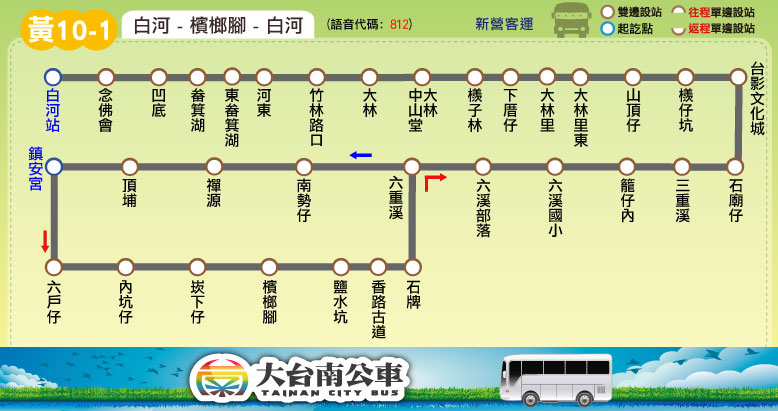 黃10-1
白河 - 檳榔腳 - 白河
(語音代碼：812)
新營客運
雙邊設站
往程單邊設站
起訖點
返程單邊設站
白河站
念佛會
凹底
畚箕湖
東畚箕湖
河東
竹林路口
大林
大林中山堂
檨子林
下厝仔
大林里
大林里東
山頂仔
檨仔坑
台影文化城
鎮安宮
頂埔
禪源
南勢仔
六重溪
六溪部落
六溪國小
籠仔內
三重溪
石廟仔
六戶仔
內坑仔
崁下仔
檳榔腳
鹽水坑
香路古道
石牌
大台南公車
TAINAN CITY BUS